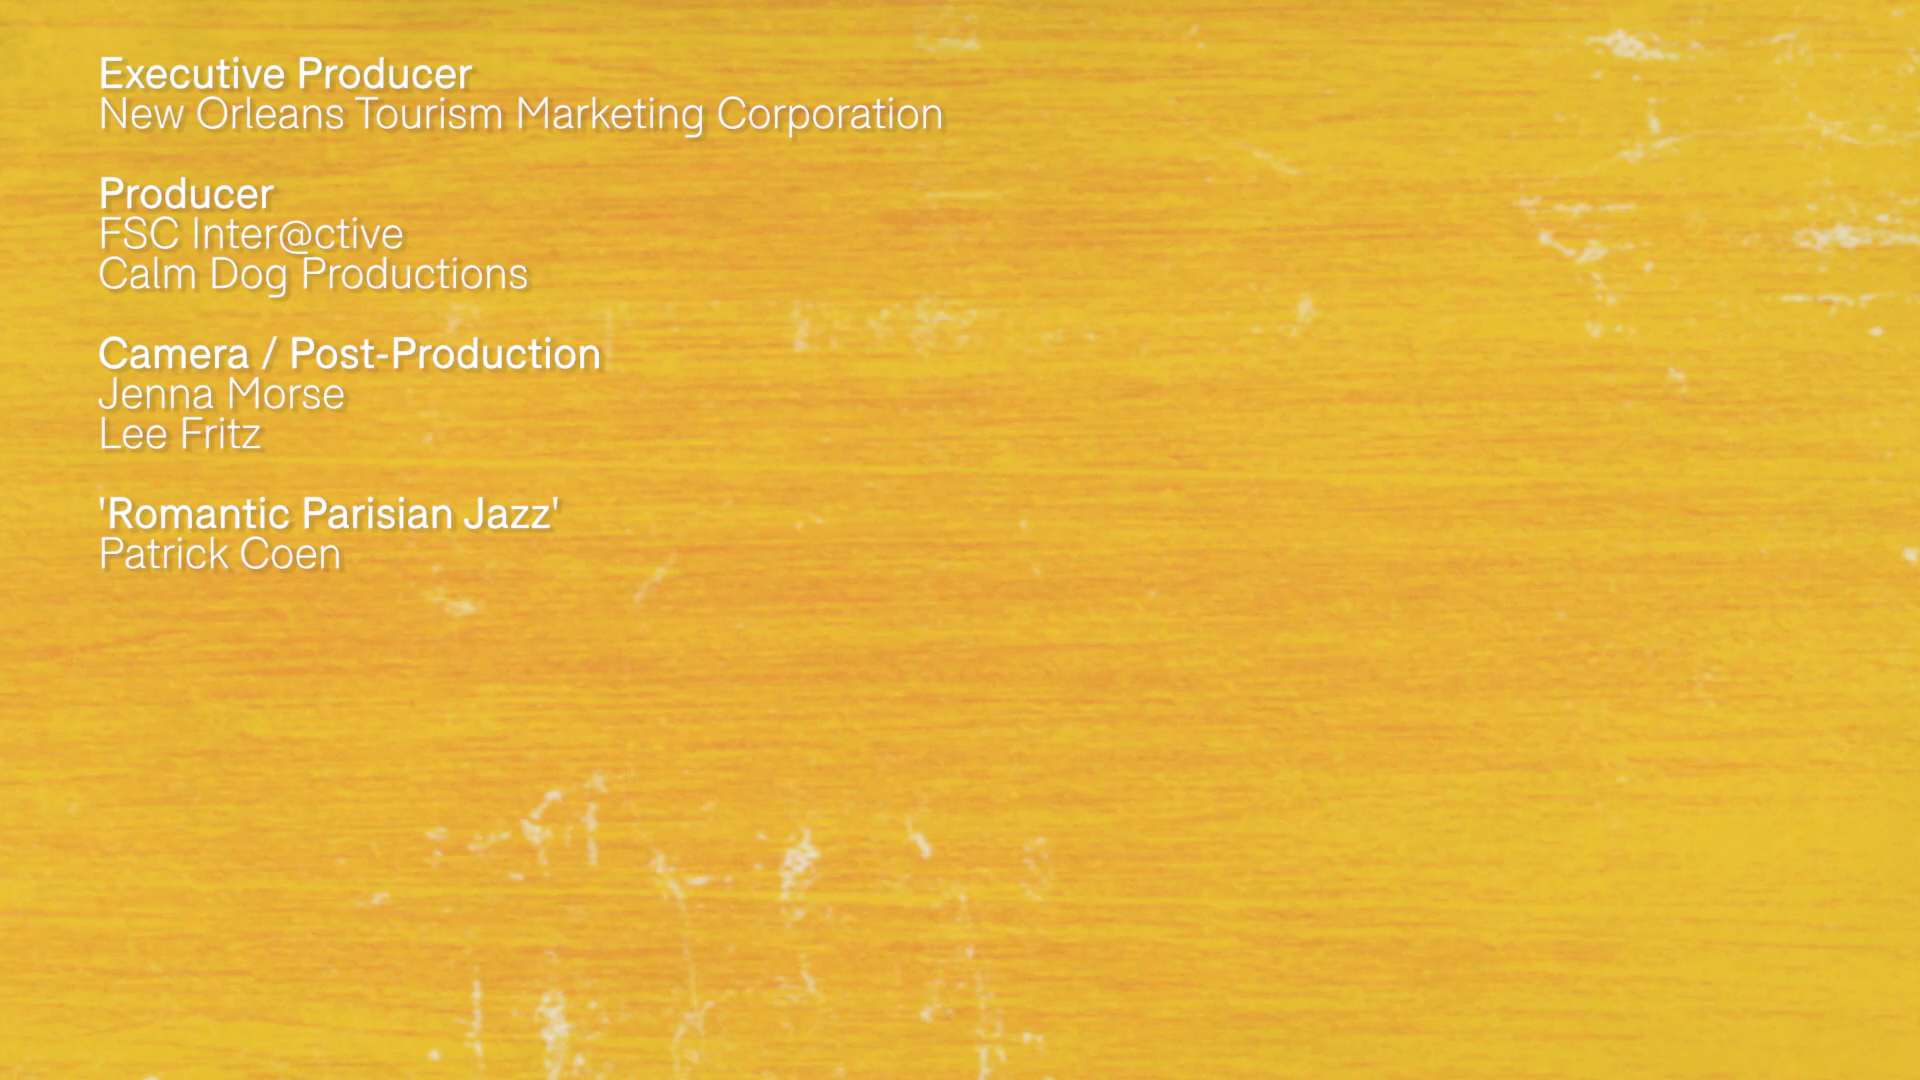 Executive Producer
New Orleans Tourism Marketing Corporation
Producer
FSC Inter@ctive
Calm Dog Productions
Camera / Post-Production
Jenna Morse
Lee Fritz
'Romantic Parisian Jazz'
Patrick Coen